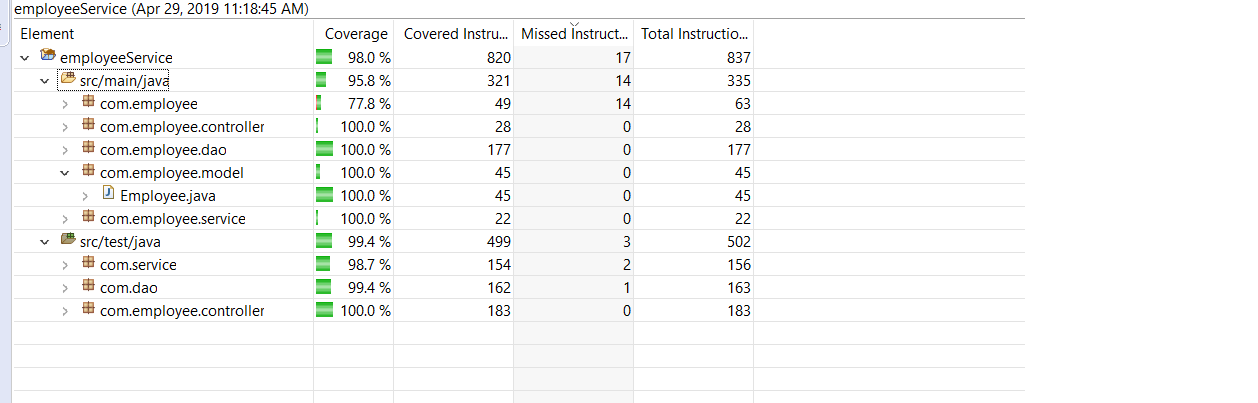 employeeService (Apr 29, 2019 11:18:45 AM)
Element Coverage Covered Instru... Missed Instruct... Total Instructio...
employeeService 98.0 % 820 17 837
src/main/java 95.8 % 321 14 335
com.employee 77.8 % 49 14 63
com.employee.controller 100.0 % 28 0 28
com.employee.dao 100.0 % 177 0 177
com.employee.model 100.0 % 45 0 45
Employee.java 100.0 % 45 0 45
com.employee.service 100.0 % 22 0 22
src/test/java 99.4 % 499 3 502
com.service 98.7 % 154 2 156
com.dao 99.4 % 162 1 163
com.employee.controller 100.0 % 183 0 183